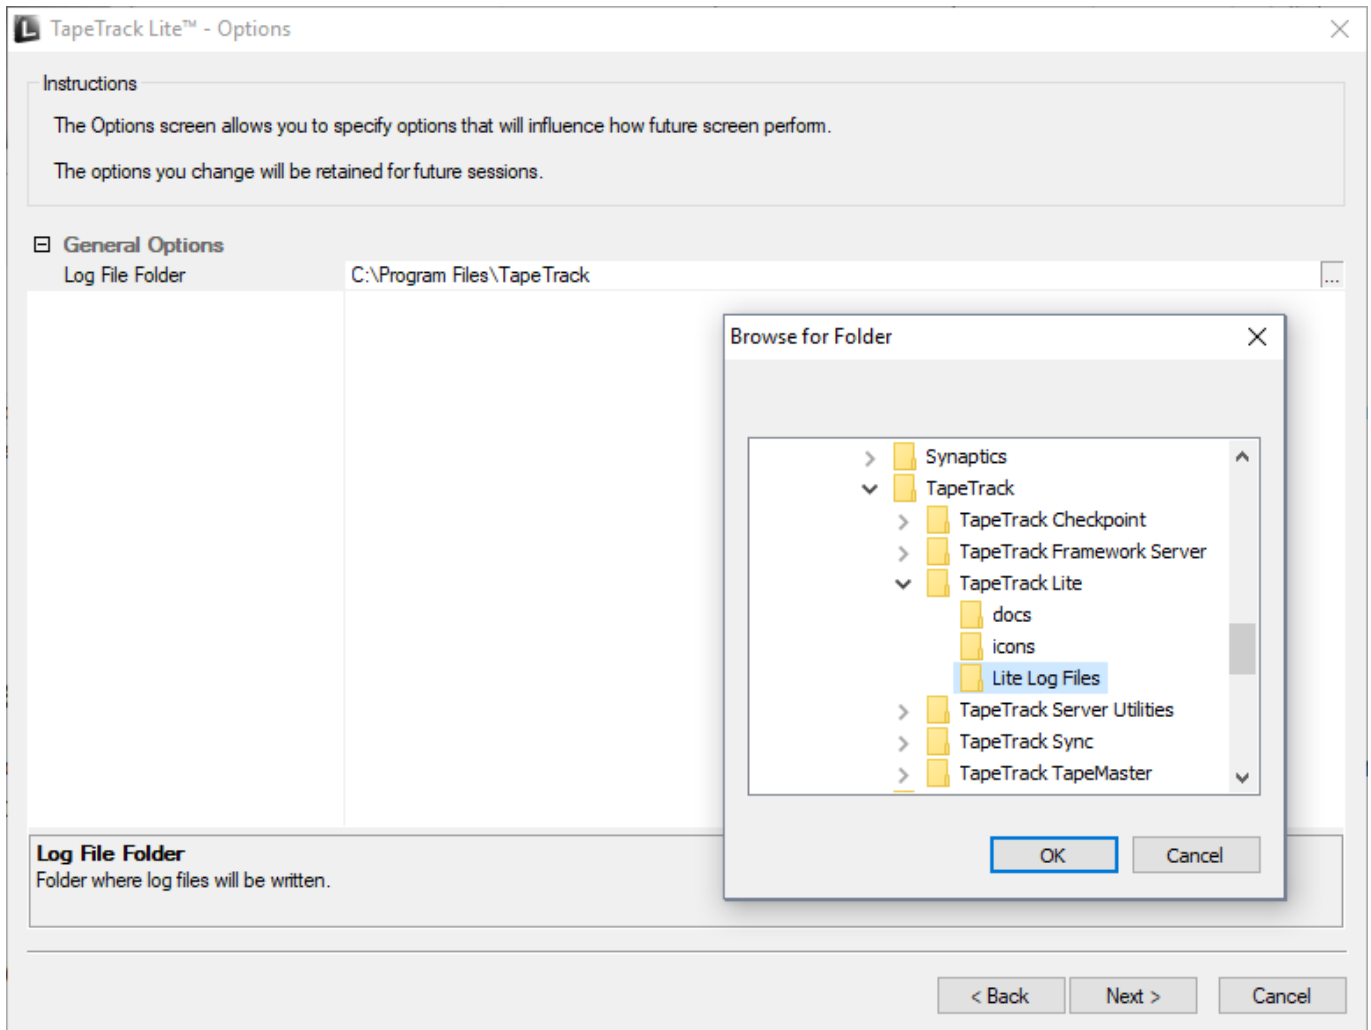 TapeTrack Lite™ - Options
Instructions
The Options screen allows you to specify options that will influence how future screen perform.
The options you change will be retained for future sessions.
General Options
Log File Folder C:\Program Files\TapeTrack ...
Browse for Folder
Synaptics
TapeTrack
TapeTrack Checkpoint
TapeTrack Framework Server
TapeTrack Lite
docs
icons
Lite Log Files
TapeTrack Server Utilities
TapeTrack Sync
TapeTrack TapeMaster
OK Cancel
Log File Folder
Folder where log files will be written.
< Back Next > Cancel